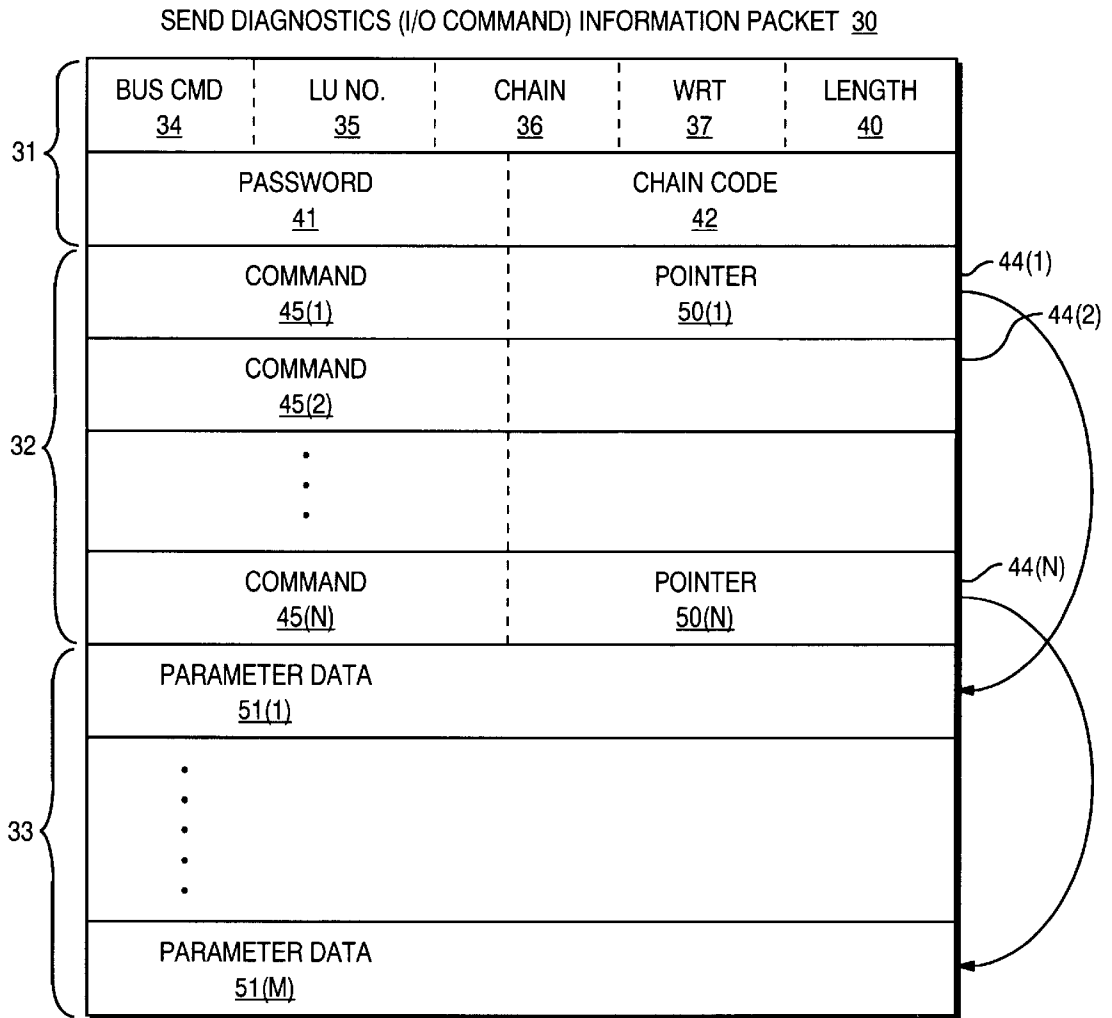 SEND DIAGNOSTICS (I/O COMMAND) INFORMATION PACKET 30
BUS CMD LU NO. CHAIN WRT LENGTH
34 35 36 37 40
31
PASSWORD CHAIN CODE
41 42
COMMAND POINTER 44(1)
45(1) 50(1)
44(2)
COMMAND
45(2)
32
COMMAND POINTER 44(N)
45(N) 50(N)
PARAMETER DATA
51(1)
33
PARAMETER DATA
51(M)